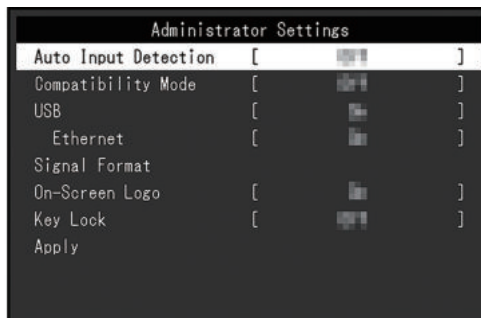 Administrator Settings
Auto Input Detection [ ]
Compatibility Mode [ ]
USB [ ]
Ethernet [ ]
Signal Format
On-Screen Logo [ ]
Key Lock [ ]
Apply